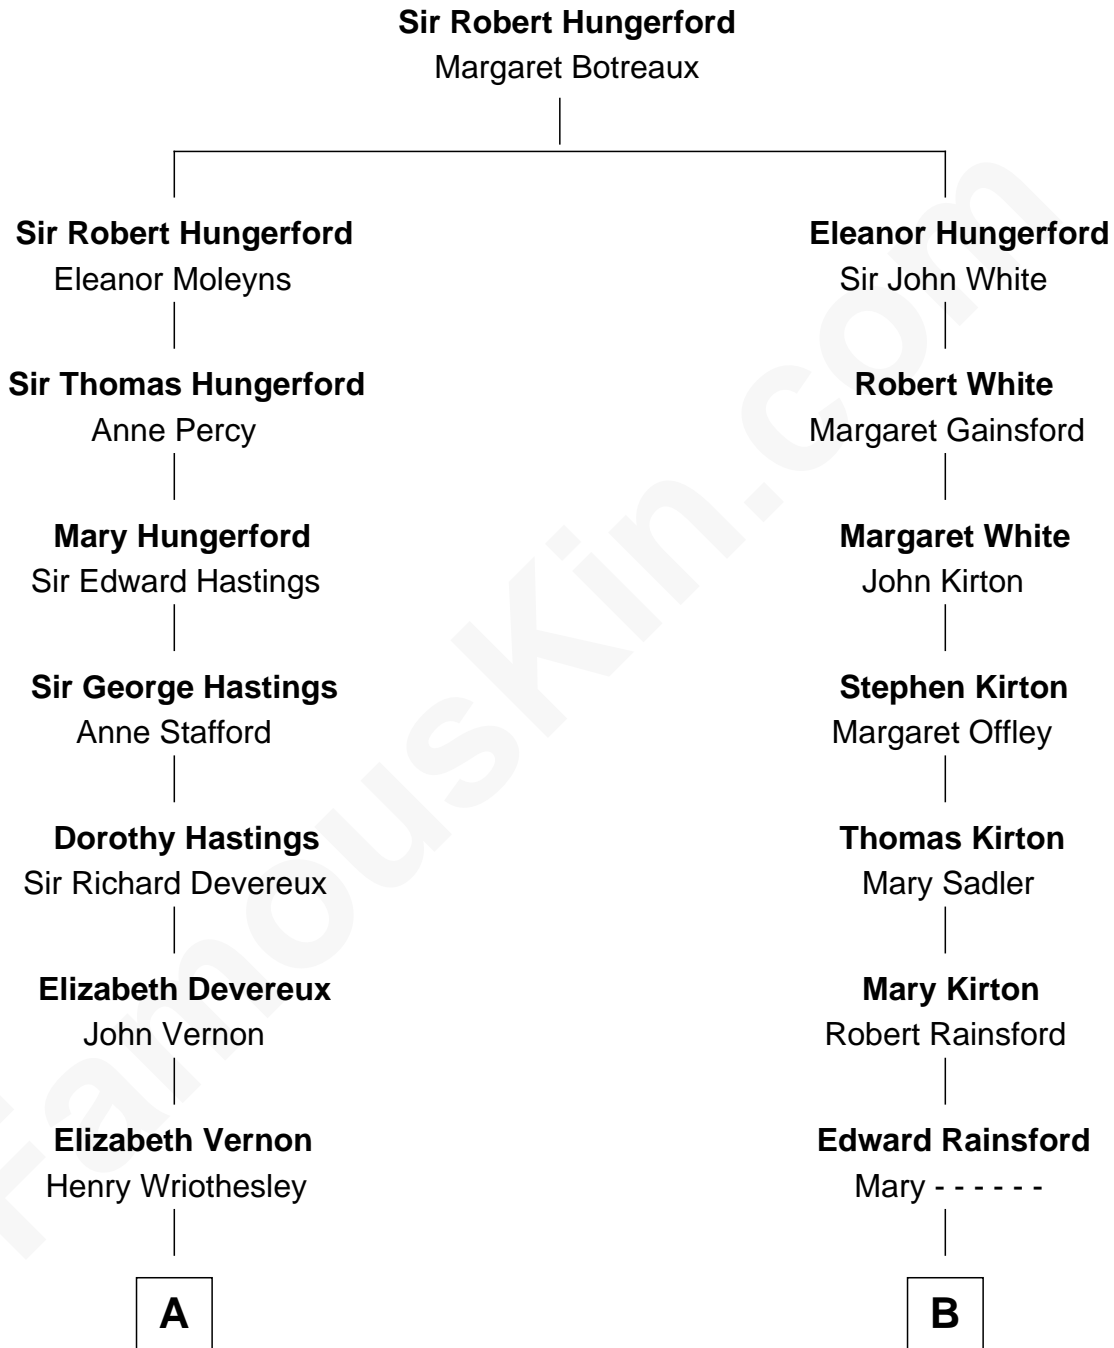 Sir Robert Hungerford
Margaret Botreaux
Sir Robert Hungerford
Eleanor Moleyns
Eleanor Hungerford
Sir John White
Sir Thomas Hungerford
Anne Percy
Robert White
Margaret Gainsford
Mary Hungerford
Sir Edward Hastings
Margaret White
John Kirton
Sir George Hastings
Anne Stafford
Stephen Kirton
Margaret Offley
Dorothy Hastings
Sir Richard Devereux
Thomas Kirton
Mary Sadler
Elizabeth Devereux
John Vernon
Mary Kirton
Robert Rainsford
Elizabeth Vernon
Henry Wriothesley
Edward Rainsford
Mary - - - - - -
A
B
FamousKin.com